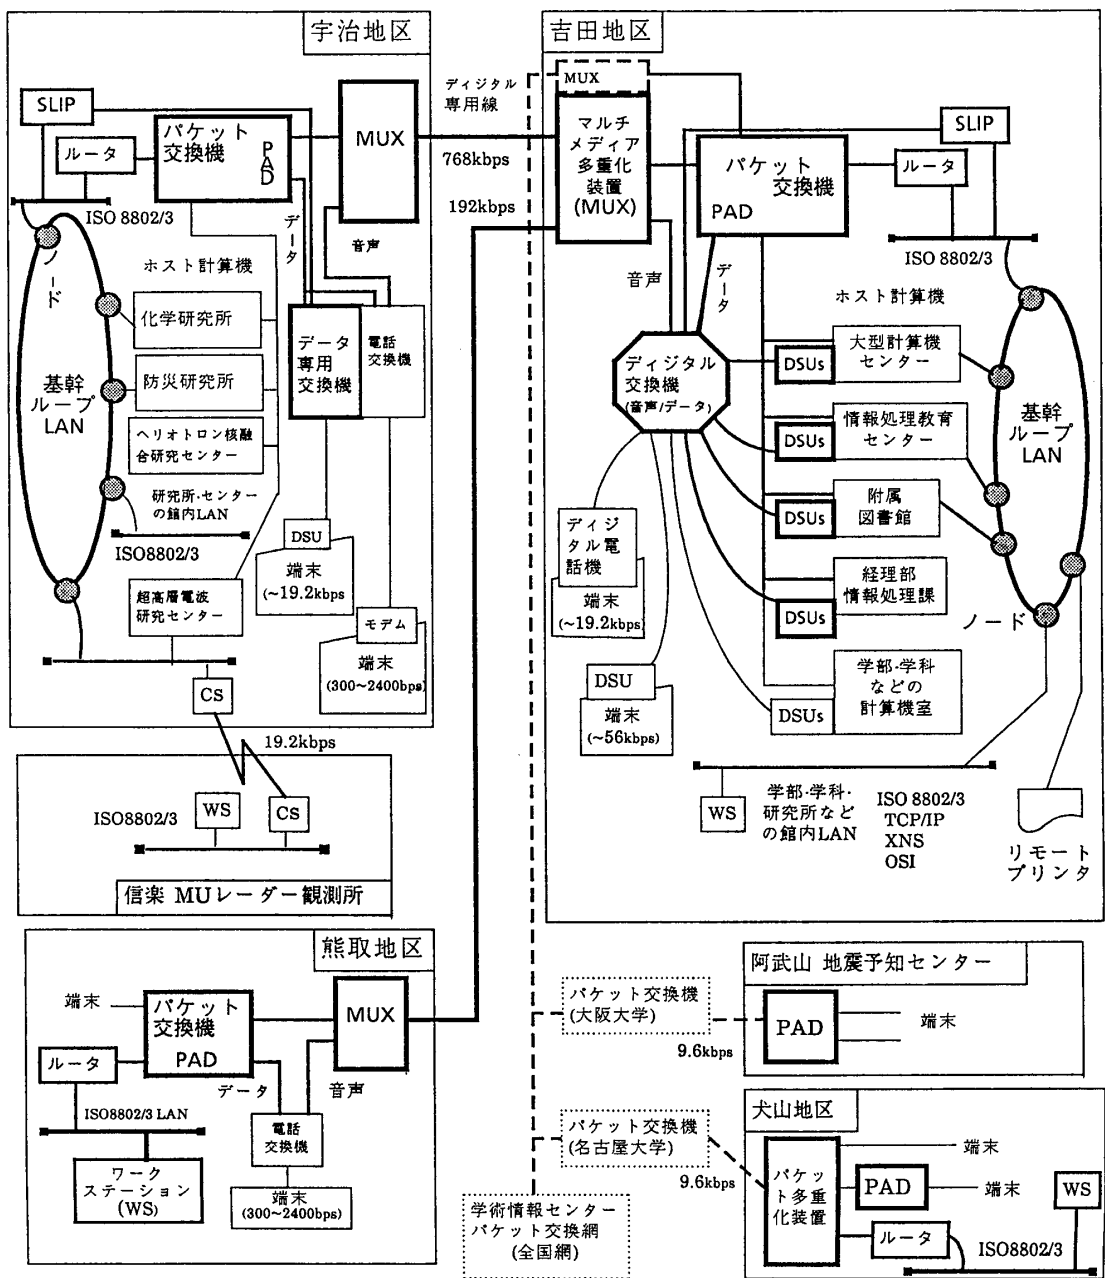 宇治地区
SLIP
ルータ
パケット
交換機
PAD
MUX
ISO 8802/3
ノード
データ
音声
ホスト計算機
化学研究所
防災研究所
ヘリオトロン核融
合研究センター
基幹
ループ
LAN
データ
専用
交換機
電話
交換機
研究所·センター
の館内LAN
ISO8802/3
DSU
端末
(~19.2kbps
超高層電波
研究センター
モデム
端末
(300~2400bps)
CS
19.2kbps
ISO8802/3
WS
CS
信楽 MUレーダー観測所
熊取地区
端末
パケット
交換機
PAD
MUX
ルータ
データ
音声
ISO8802/3 LAN
電話
交換機
ワーク
ステーション
(WS)
端末
(300~2400bps)
ディジタル
専用線
768kbps
192kbps
吉田地区
MUX
マルチ
メディア
多重化
装置
(MUX)
パケット
交換機
PAD
SLIP
ルータ
ISO 8802/3
音声
データ
ホスト計算機
ディジタル
交換機
(音声/データ)
DSUs
大型計算機
センター
DSUs
情報処理教育
センター
DSUs
附属
図書館
DSUs
経理部
情報処理課
DSUs
学部·学科
などの
計算機室
基幹
ループ
LAN
ノード
ディジ
タル電
話機
端末
(~19.2kbps)
DSU
端末
(~56kbps)
WS
学部·学科·
研究所など
の館内LAN
ISO 8802/3
TCP/IP
XNS
OSI
リモート
プリンタ
阿武山 地震予知センター
パケット交換機
(大阪大学)
9.6kbps
PAD
端末
犬山地区
パケット交換機
(名古屋大学)
9.6kbps
パケッ
ト多重
化装置
端末
PAD
端末
WS
ルータ
ISO8802/3
学術情報センター
パケット交換網
(全国網)